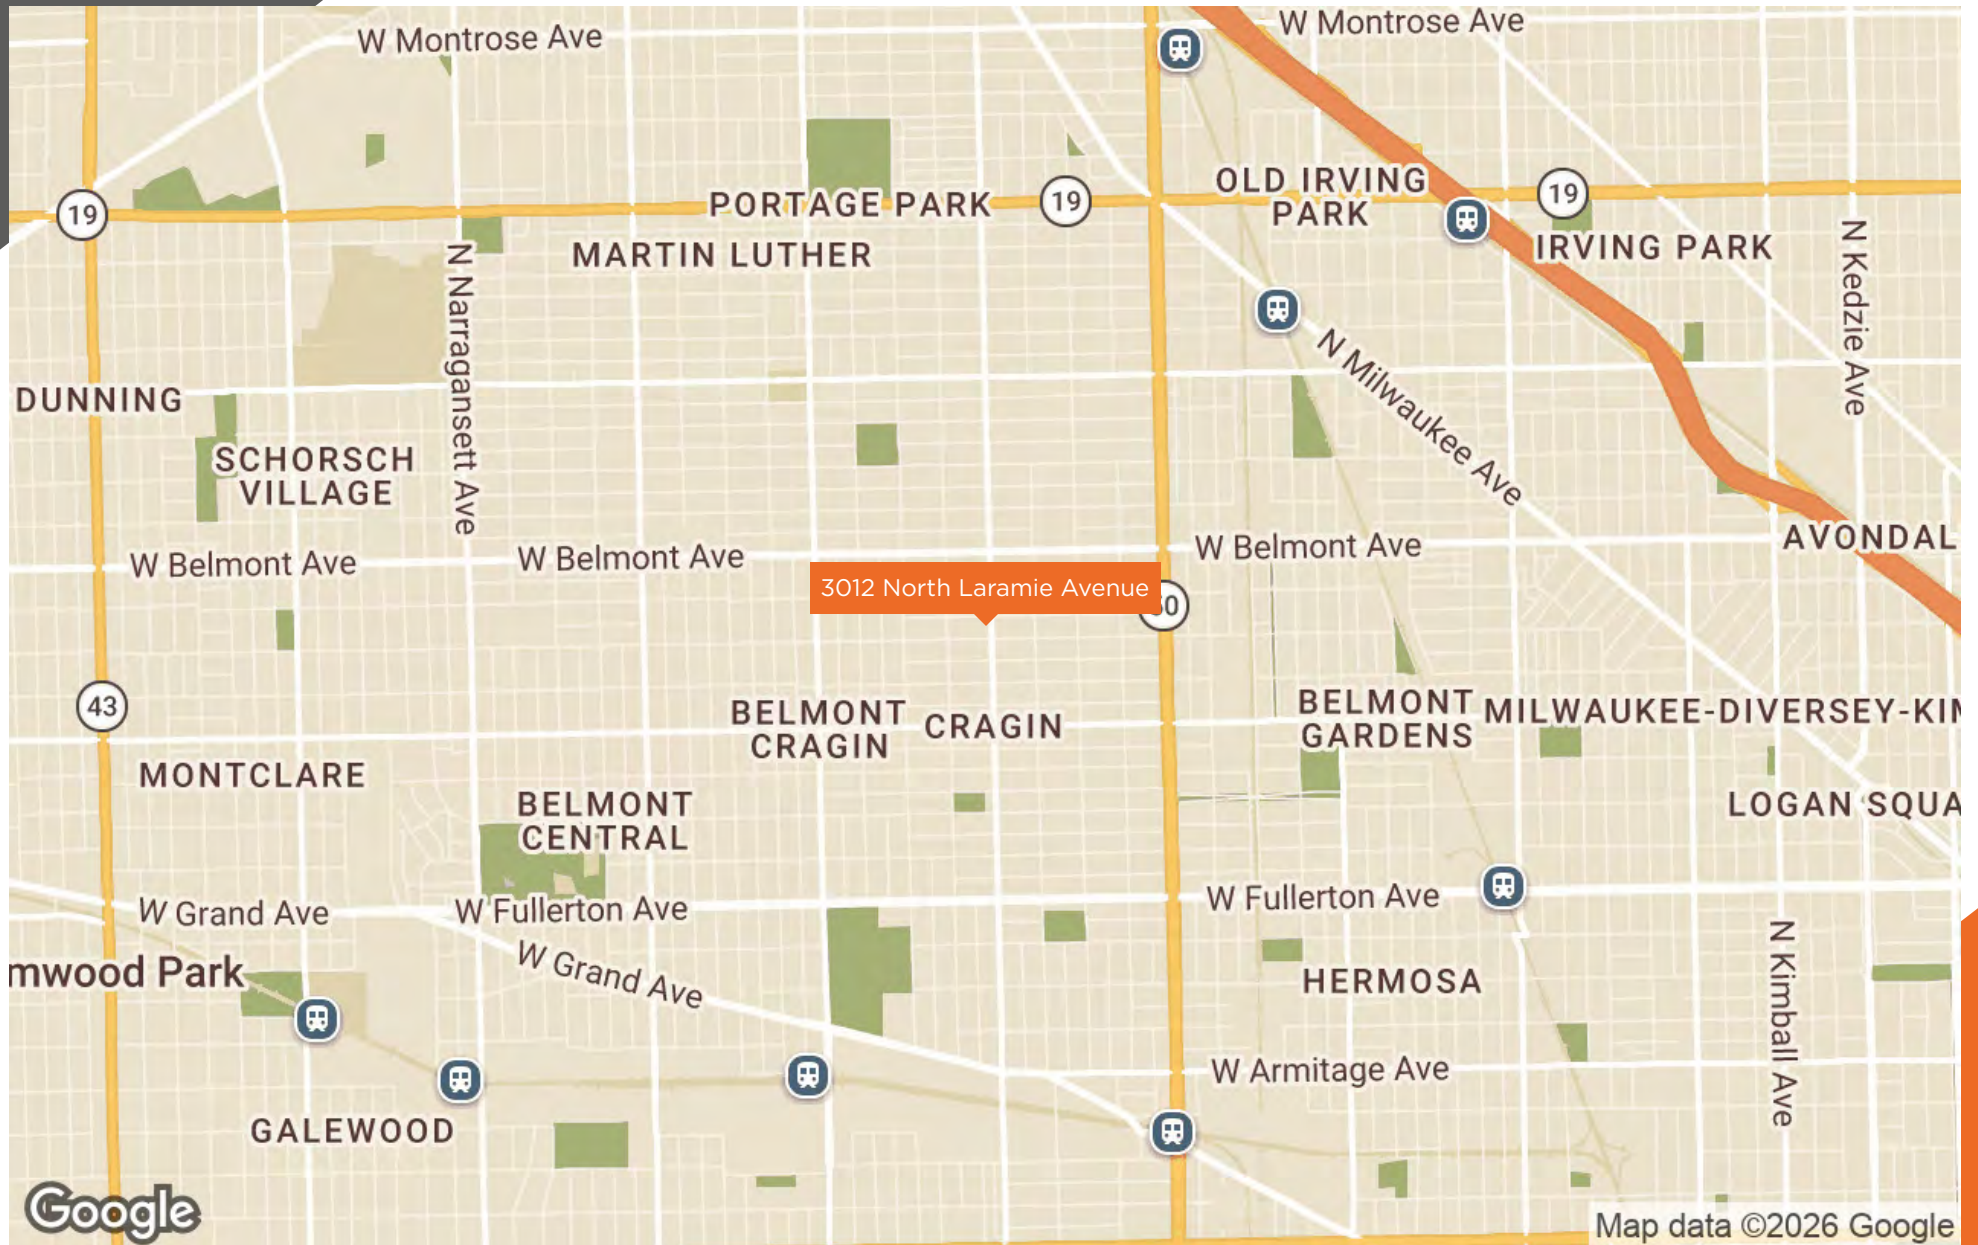 W Montrose Ave
W Montrose Ave
OLD IRVING
PARK
19
PORTAGE PARK
19
19
MARTIN LUTHER
IRVING PARK
N Kedzie Ave
N Narragansett Ave
N Milwaukee Ave
DUNNING
SCHORSCH
VILLAGE
W Belmont Ave
W Belmont Ave
W Belmont Ave
AVONDAL
3012 North Laramie Avenue
43
BELMONT
CRAGIN
CRAGIN
BELMONT
GARDENS
MILWAUKEE-DIVERSEY-KIM
MONTCLARE
BELMONT
CENTRAL
LOGAN SQUA
W Grand Ave
W Fullerton Ave
W Fullerton Ave
W Grand Ave
mwood Park
HERMOSA
N Kimball Ave
W Armitage Ave
GALEWOOD
Google
Map data ©2026 Google